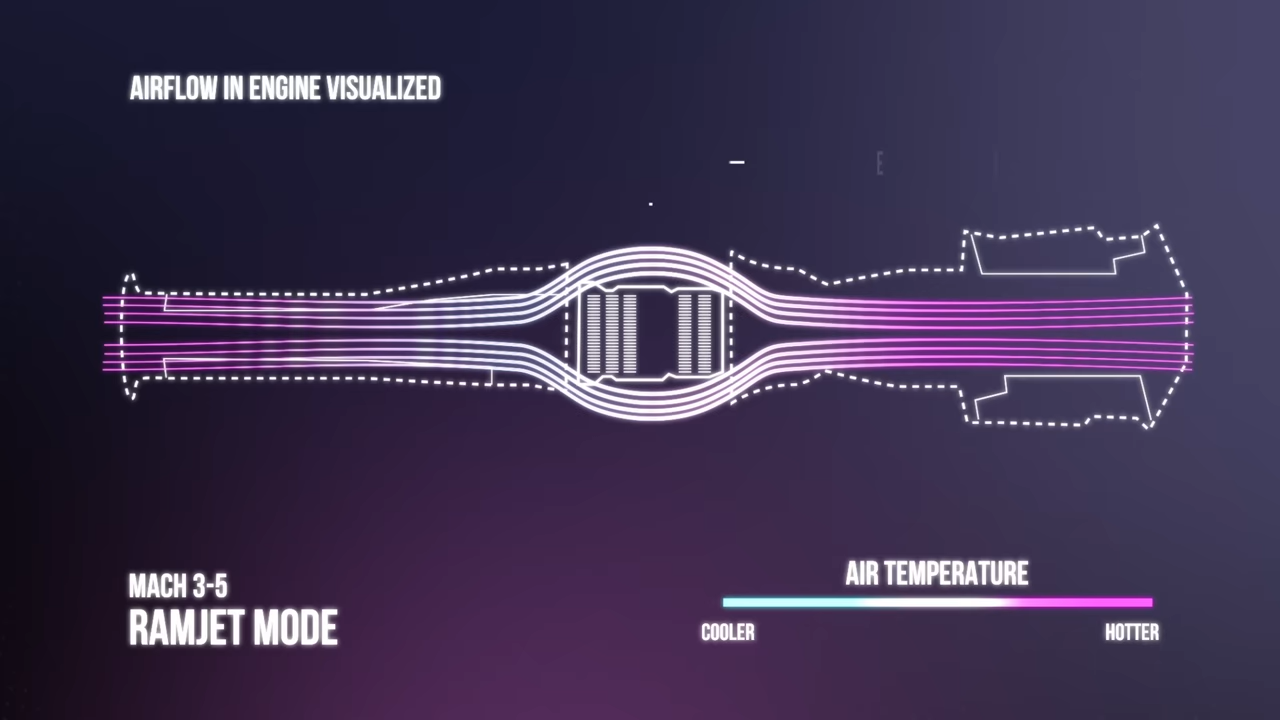 AIRFLOW IN ENGINE VISUALIZED
E
MACH 3-5
RAMJET MODE
AIR TEMPERATURE
COOLER
HOTTER